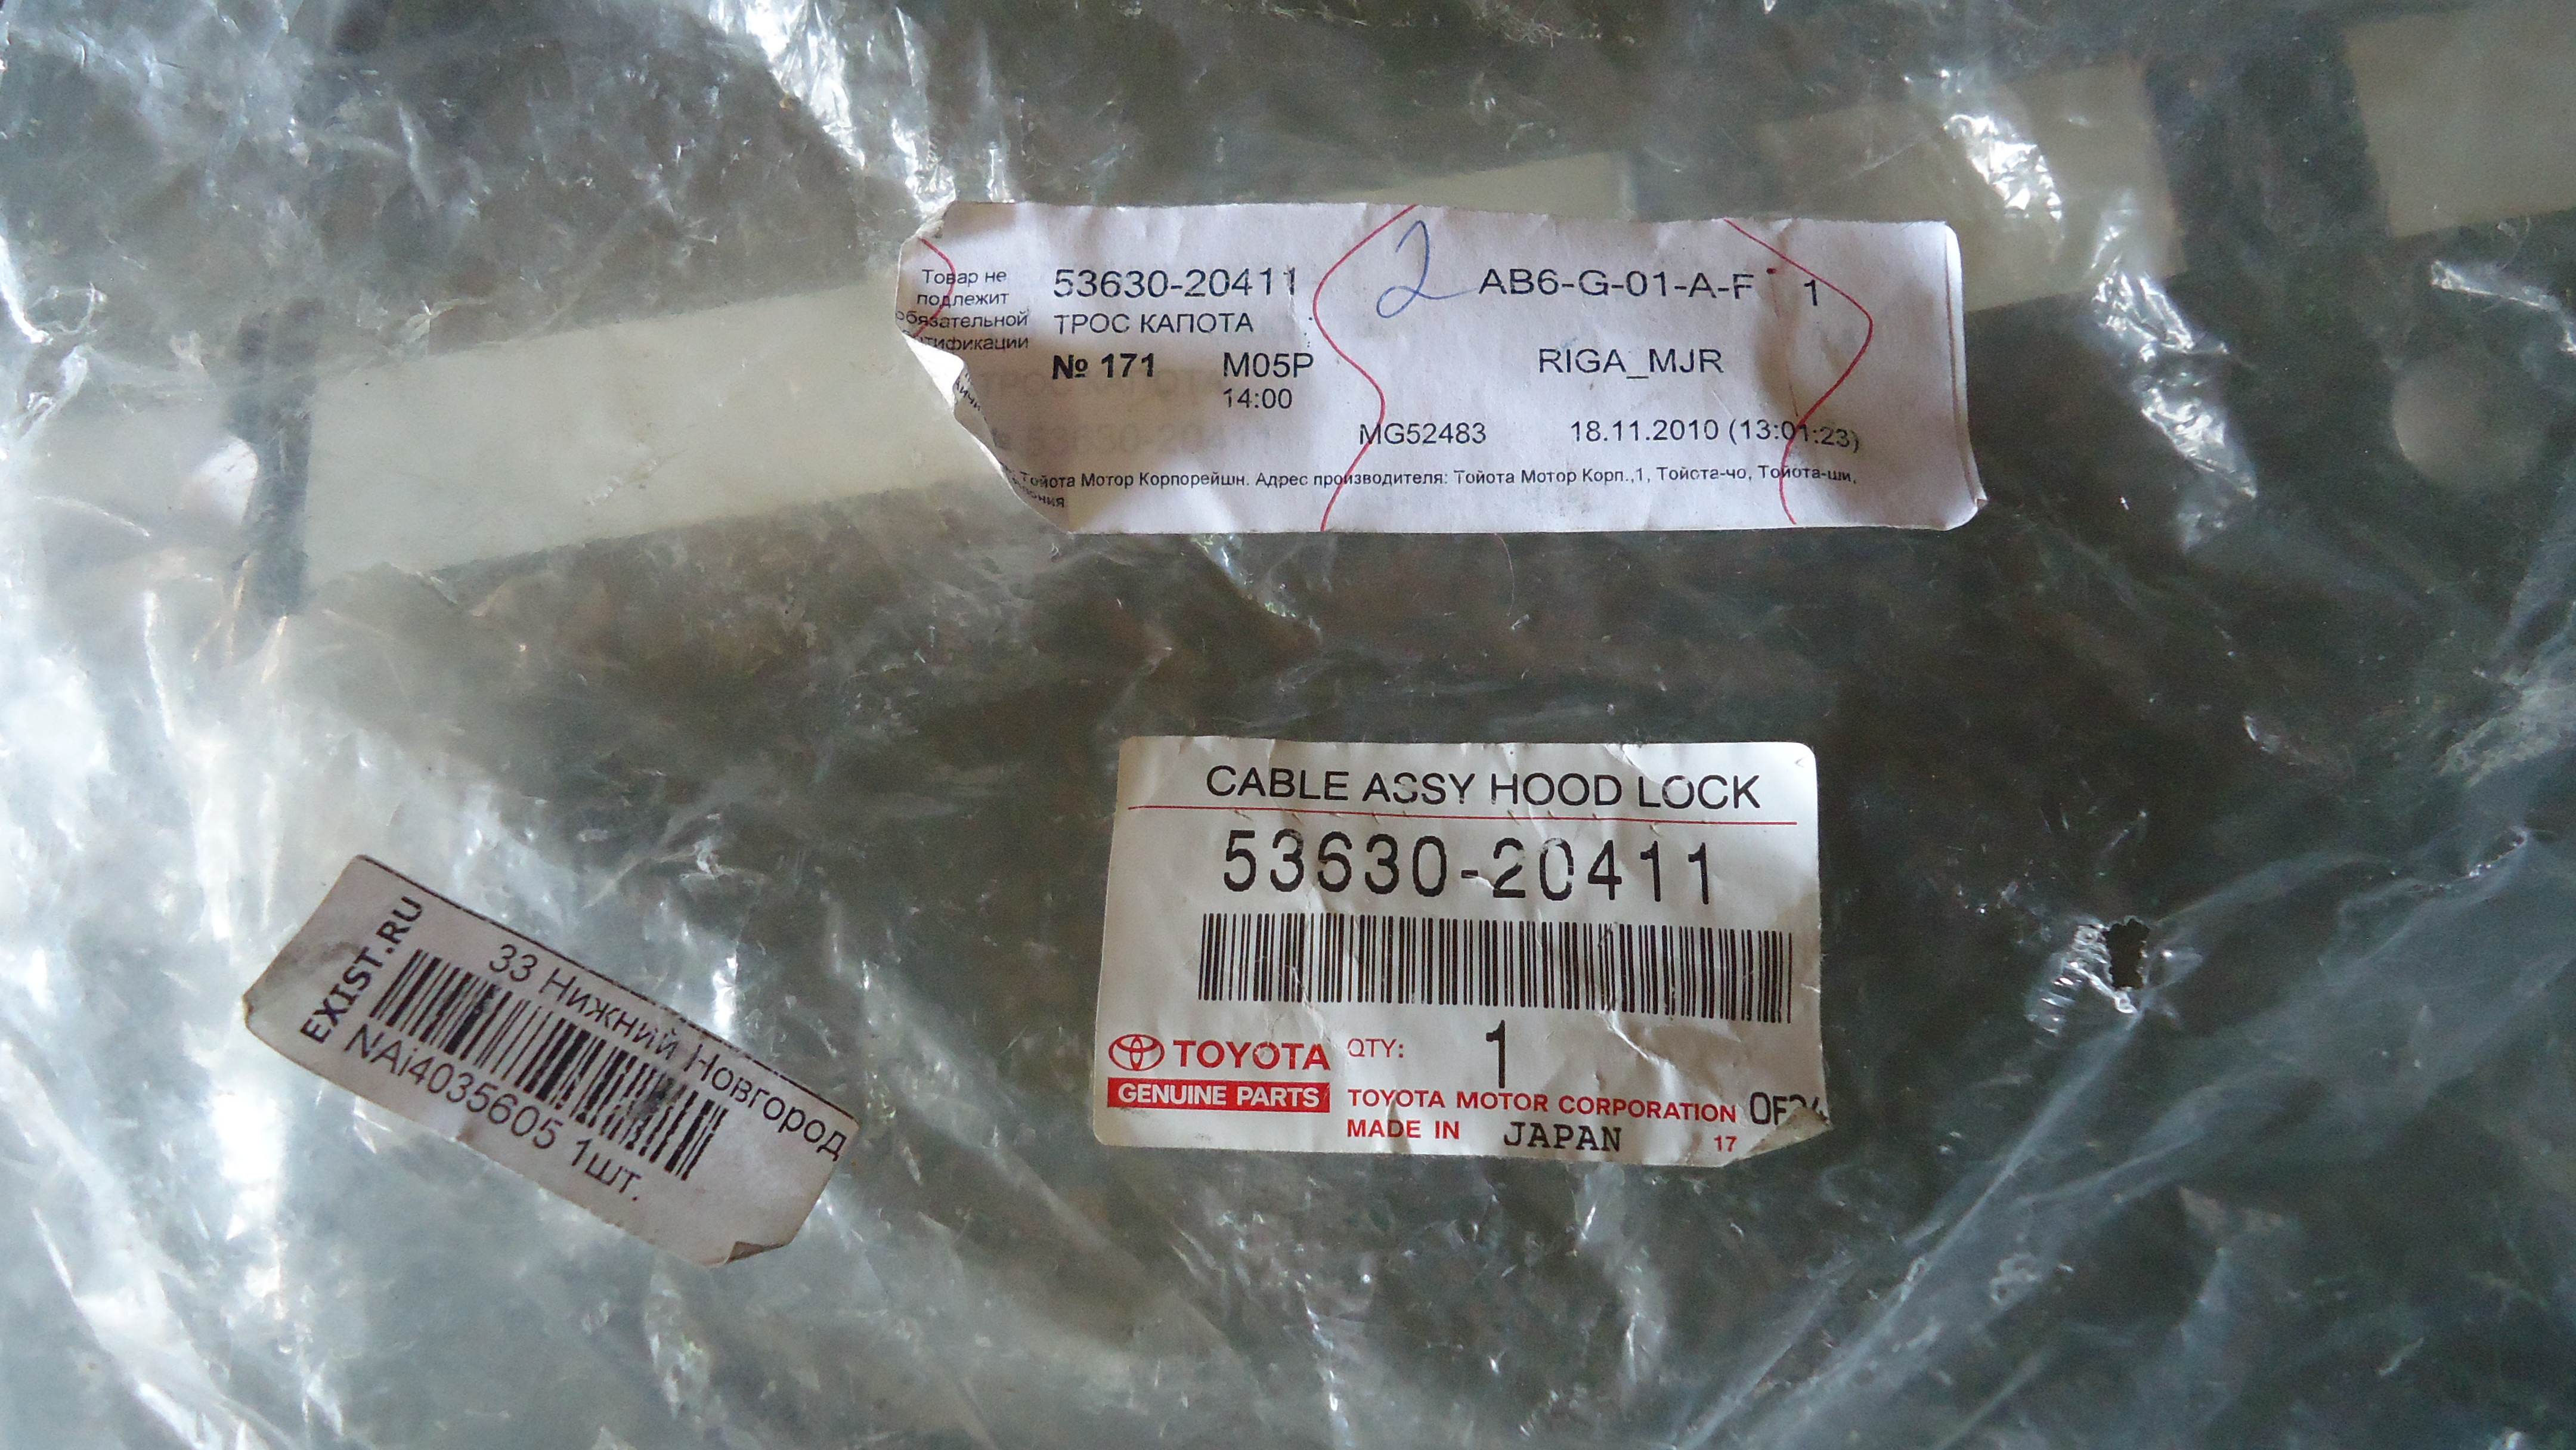 Товар не
подлежит
обязательной
53630-20411
ТРОС КАПОТА
№ 171 M05P
14:00
2 AB6-G-01-A-F 1
RIGA_MJR
MG52483 18.11.2010 (13:01:23)
Тойота Мотор Корпорейшн. Адрес производителя: Тойота Мотор Корп.,1, Тойота-чо, Тойота-ши,
CABLE ASSY HOOD LOCK
53630-20411
TOYOTA QTY: 1
GENUINE PARTS
TOYOTA MOTOR CORPORATION
MADE IN JAPAN 17
EXIST.RU
33 Нижний Новгород
NAi4035605 1шт.